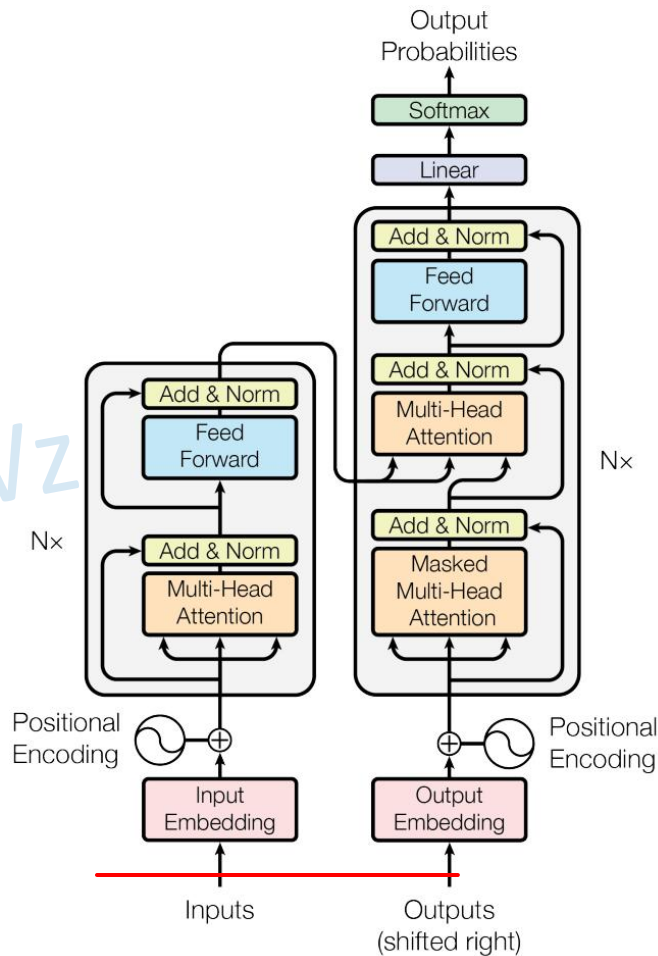 Output
Probabilities
Softmax
Linear
Add & Norm
Feed
Forward
Add & Norm
Multi-Head
Attention
Add & Norm
Masked
Multi-Head
Attention
N×
Add & Norm
Feed
Forward
Add & Norm
Multi-Head
Attention
N×
Positional
Encoding
Positional
Encoding
Input
Embedding
Output
Embedding
Inputs
Outputs
(shifted right)